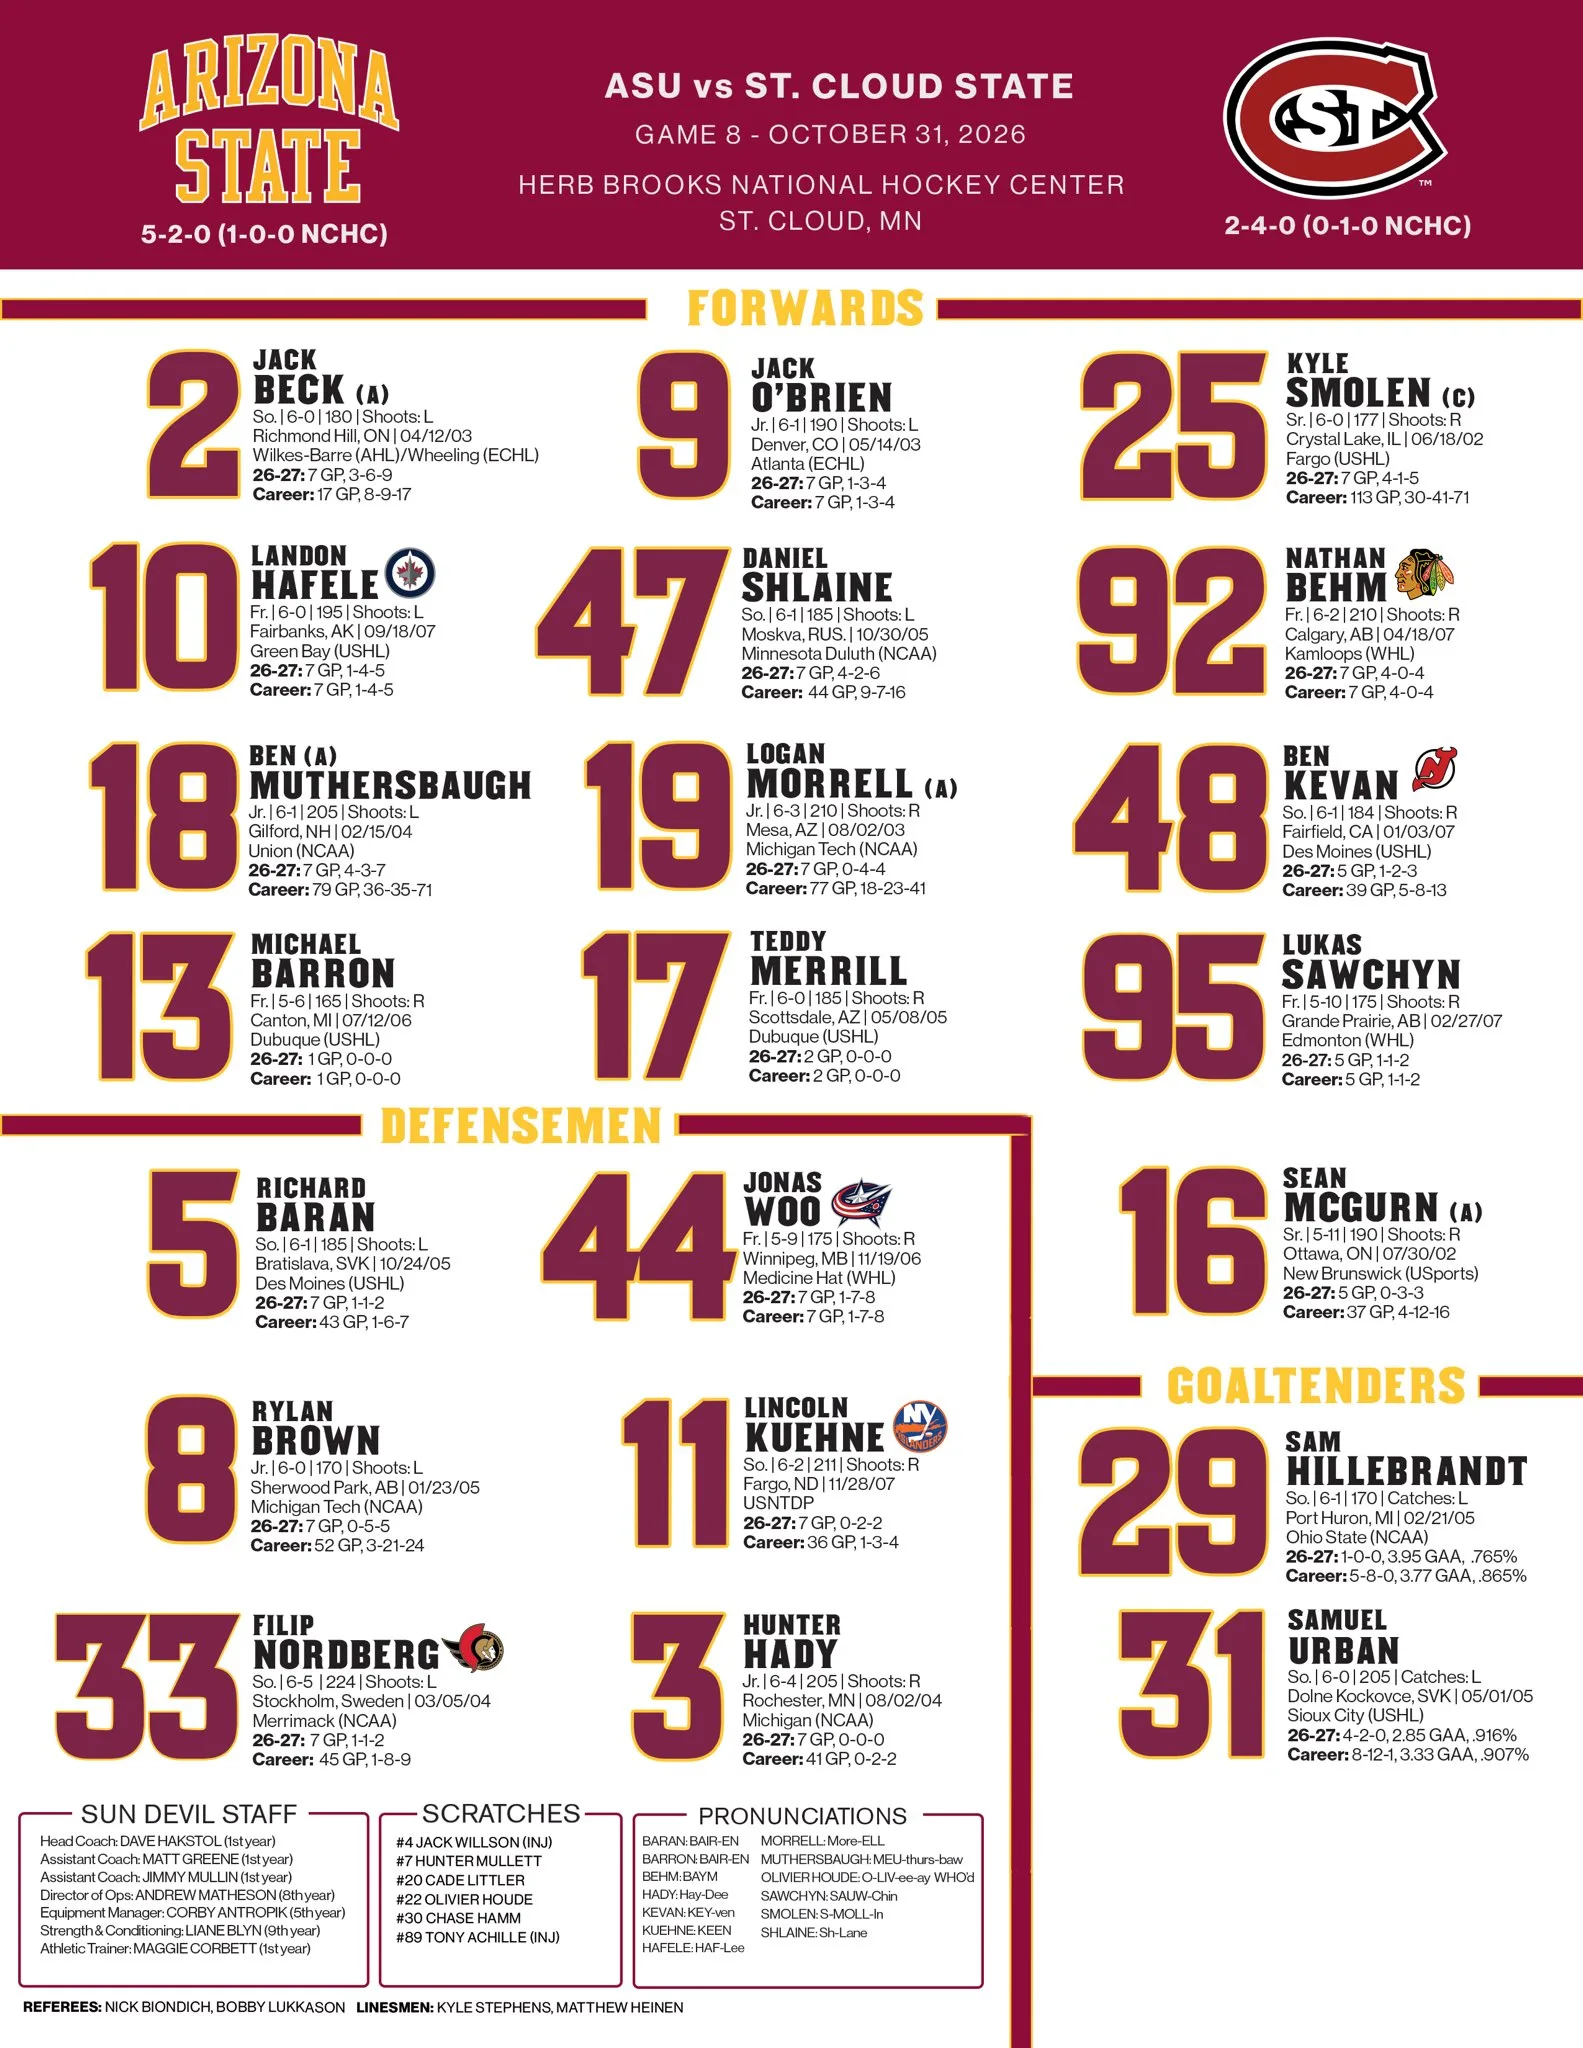 ARIZONA
STATE
5-2-0 (1-0-0 NCHC)
ASU vs ST. CLOUD STATE
GAME 8 - OCTOBER 31, 2026
HERB BROOKS NATIONAL HOCKEY CENTER
ST. CLOUD, MN
C ST
™
2-4-0 (0-1-0 NCHC)
FORWARDS
2
JACK
BECK (A)
So. | 6-0 | 180 | Shoots: L
Richmond Hill, ON | 04/12/03
Wilkes-Barre (AHL)/Wheeling (ECHL)
26-27: 7 GP, 3-6-9
Career: 17 GP, 8-9-17
9
JACK
O'BRIEN
Jr. | 6-1 | 190 | Shoots: L
Denver, CO | 05/14/03
Atlanta (ECHL)
26-27: 7 GP, 1-3-4
Career: 7 GP, 1-3-4
25
KYLE
SMOLEN (C)
Sr. | 6-0 | 177 | Shoots: R
Crystal Lake, IL | 06/18/02
Fargo (USHL)
26-27: 7 GP, 4-1-5
Career: 113 GP, 30-41-71
10
LANDON
HAFELE
Fr. | 6-0 | 195 | Shoots: L
Fairbanks, AK | 09/18/07
Green Bay (USHL)
26-27: 7 GP, 1-4-5
Career: 7 GP, 1-4-5
47
DANIEL
SHLAINE
So. | 6-1 | 185 | Shoots: L
Moskva, RUS. | 10/30/05
Minnesota Duluth (NCAA)
26-27: 7 GP, 4-2-6
Career: 44 GP, 9-7-16
92
NATHAN
BEHM
Fr. | 6-2 | 210 | Shoots: R
Calgary, AB | 04/18/07
Kamloops (WHL)
26-27: 7 GP, 4-0-4
Career: 7 GP, 4-0-4
18
BEN (A)
MUTHERSBAUGH
Jr. | 6-1 | 205 | Shoots: L
Gilford, NH | 02/15/04
Union (NCAA)
26-27: 7 GP, 4-3-7
Career: 79 GP, 36-35-71
19
LOGAN
MORRELL (A)
Jr. | 6-3 | 210 | Shoots: R
Mesa, AZ | 08/02/03
Michigan Tech (NCAA)
26-27: 7 GP, 0-4-4
Career: 77 GP, 18-23-41
48
BEN
KEVAN
So. | 6-1 | 184 | Shoots: R
Fairfield, CA | 01/03/07
Des Moines (USHL)
26-27: 5 GP, 1-2-3
Career: 39 GP, 5-8-13
13
MICHAEL
BARRON
Fr. | 5-6 | 165 | Shoots: R
Canton, MI | 07/12/06
Dubuque (USHL)
26-27: 1 GP, 0-0-0
Career: 1 GP, 0-0-0
17
TEDDY
MERRILL
Fr. | 6-0 | 185 | Shoots: R
Scottsdale, AZ | 05/08/05
Dubuque (USHL)
26-27: 2 GP, 0-0-0
Career: 2 GP, 0-0-0
95
LUKAS
SAWCHYN
Fr. | 5-10 | 175 | Shoots: R
Grande Prairie, AB | 02/27/07
Edmonton (WHL)
26-27: 5 GP, 1-1-2
Career: 5 GP, 1-1-2
16
SEAN
MCGURN (A)
Sr. | 5-11 | 190 | Shoots: R
Ottawa, ON | 07/30/02
New Brunswick (USports)
26-27: 5 GP, 0-3-3
Career: 37 GP, 4-12-16
DEFENSEMEN
5
RICHARD
BARAN
So. | 6-1 | 185 | Shoots: L
Bratislava, SVK | 10/24/05
Des Moines (USHL)
26-27: 7 GP, 1-1-2
Career: 43 GP, 1-6-7
44
JONAS
WOO
Fr. | 5-9 | 175 | Shoots: R
Winnipeg, MB | 11/19/06
Medicine Hat (WHL)
26-27: 7 GP, 1-7-8
Career: 7 GP, 1-7-8
8
RYLAN
BROWN
Jr. | 6-0 | 170 | Shoots: L
Sherwood Park, AB | 01/23/05
Michigan Tech (NCAA)
26-27: 7 GP, 0-5-5
Career: 52 GP, 3-21-24
11
LINCOLN
KUEHNE
NY
ISLANDERS
So. | 6-2 | 211 | Shoots: R
Fargo, ND | 11/28/07
USNTDP
26-27: 7 GP, 0-2-2
Career: 36 GP, 1-3-4
33
FILIP
NORDBERG
So. | 6-5 | 224 | Shoots: L
Stockholm, Sweden | 03/05/04
Merrimack (NCAA)
26-27: 7 GP, 1-1-2
Career: 45 GP, 1-8-9
3
HUNTER
HADY
Jr. | 6-4 | 205 | Shoots: R
Rochester, MN | 08/02/04
Michigan (NCAA)
26-27: 7 GP, 0-0-0
Career: 41 GP, 0-2-2
GOALTENDERS
29
SAM
HILLEBRANDT
So. | 6-1 | 170 | Catches: L
Port Huron, MI | 02/21/05
Ohio State (NCAA)
26-27: 1-0-0, 3.95 GAA, .765%
Career: 5-8-0, 3.77 GAA, .865%
31
SAMUEL
URBAN
So. | 6-0 | 205 | Catches: L
Dolne Kockovce, SVK | 05/01/05
Sioux City (USHL)
26-27: 4-2-0, 2.85 GAA, .916%
Career: 8-12-1, 3.33 GAA, .907%
SUN DEVIL STAFF
Head Coach: DAVE HAKSTOL (1st year)
Assistant Coach: MATT GREENE (1st year)
Assistant Coach: JIMMY MULLIN (1st year)
Director of Ops: ANDREW MATHESON (8th year)
Equipment Manager: CORBY ANTROPIK (5th year)
Strength & Conditioning: LIANE BLYN (9th year)
Athletic Trainer: MAGGIE CORBETT (1st year)
SCRATCHES
#4 JACK WILLSON (INJ)
#7 HUNTER MULLETT
#20 CADE LITTLER
#22 OLIVIER HOUDE
#30 CHASE HAMM
#89 TONY ACHILLE (INJ)
PRONUNCIATIONS
BARAN: BAIR-EN
BARRON: BAIR-EN
BEHM: BAYM
HADY: Hay-Dee
KEVAN: KEY-ven
KUEHNE: KEEN
HAFELE: HAF-Lee
MORRELL: More-ELL
MUTHERSBAUGH: MEU-thurs-baw
OLIVIER HOUDE: O-LIV-ee-ay WHO'd
SAWCHYN: SAUW-Chin
SMOLEN: S-MOLL-In
SHLAINE: Sh-Lane
REFEREES: NICK BIONDICH, BOBBY LUKKASON LINESMEN: KYLE STEPHENS, MATTHEW HEINEN